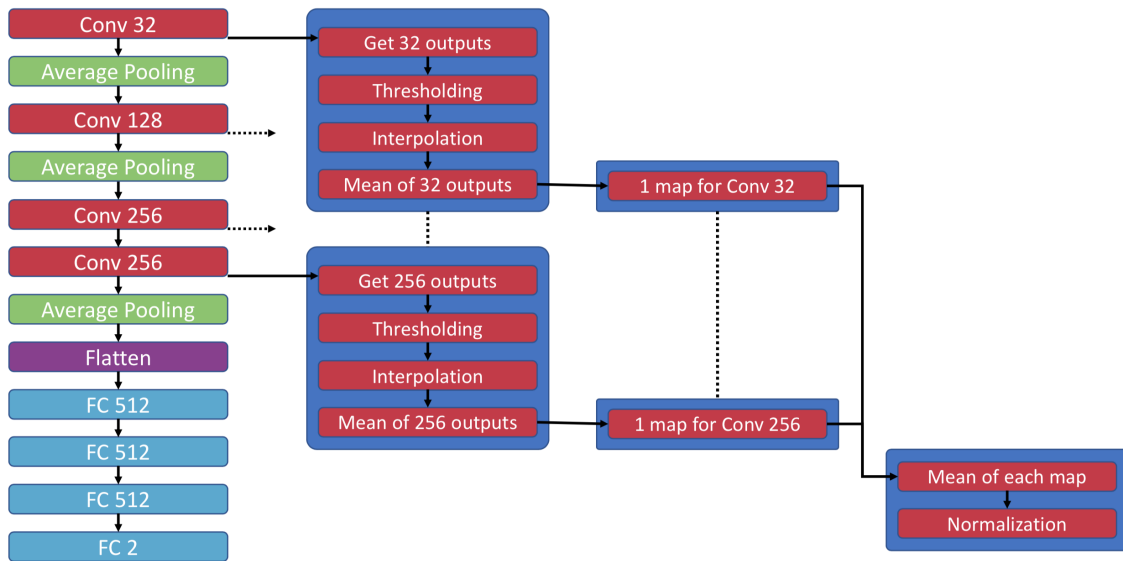 Conv 32
Average Pooling
Conv 128
Average Pooling
Conv 256
Conv 256
Average Pooling
Flatten
FC 512
FC 512
FC 512
FC 2
Get 32 outputs
Thresholding
Interpolation
Mean of 32 outputs
Get 256 outputs
Thresholding
Interpolation
Mean of 256 outputs
1 map for Conv 32
1 map for Conv 256
Mean of each map
Normalization